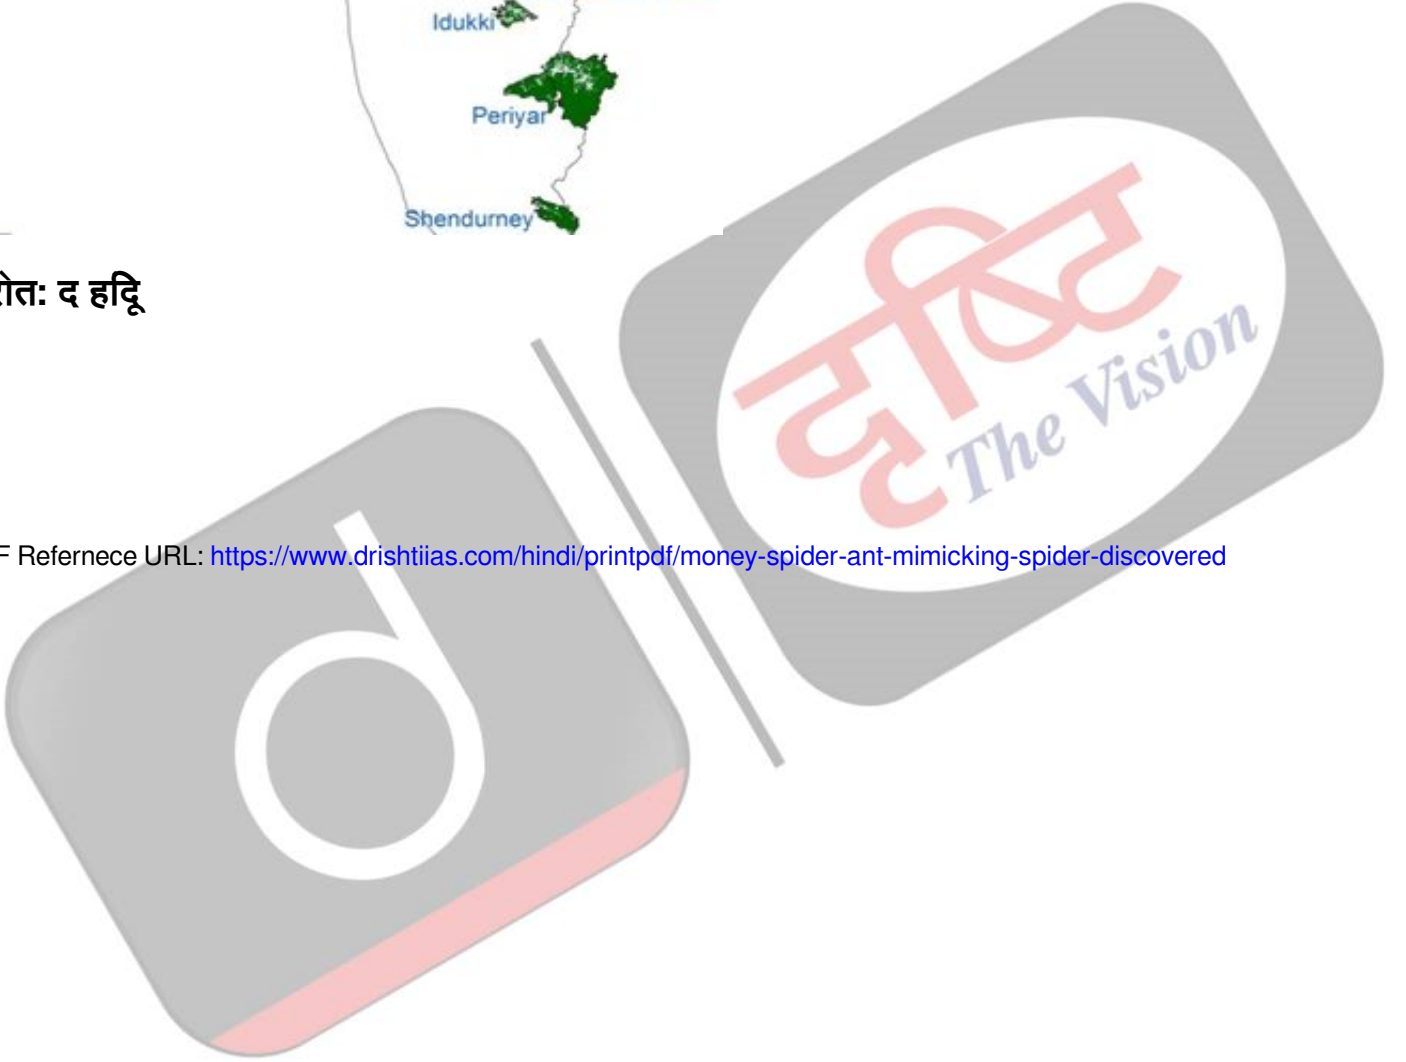 Idukki
Periyar
Shendurney
रोत: द हिंदू
दृष्टि
The Vision
F Refernece URL: https://www.drishtiias.com/hindi/printpdf/money-spider-ant-mimicking-spider-discovered
d